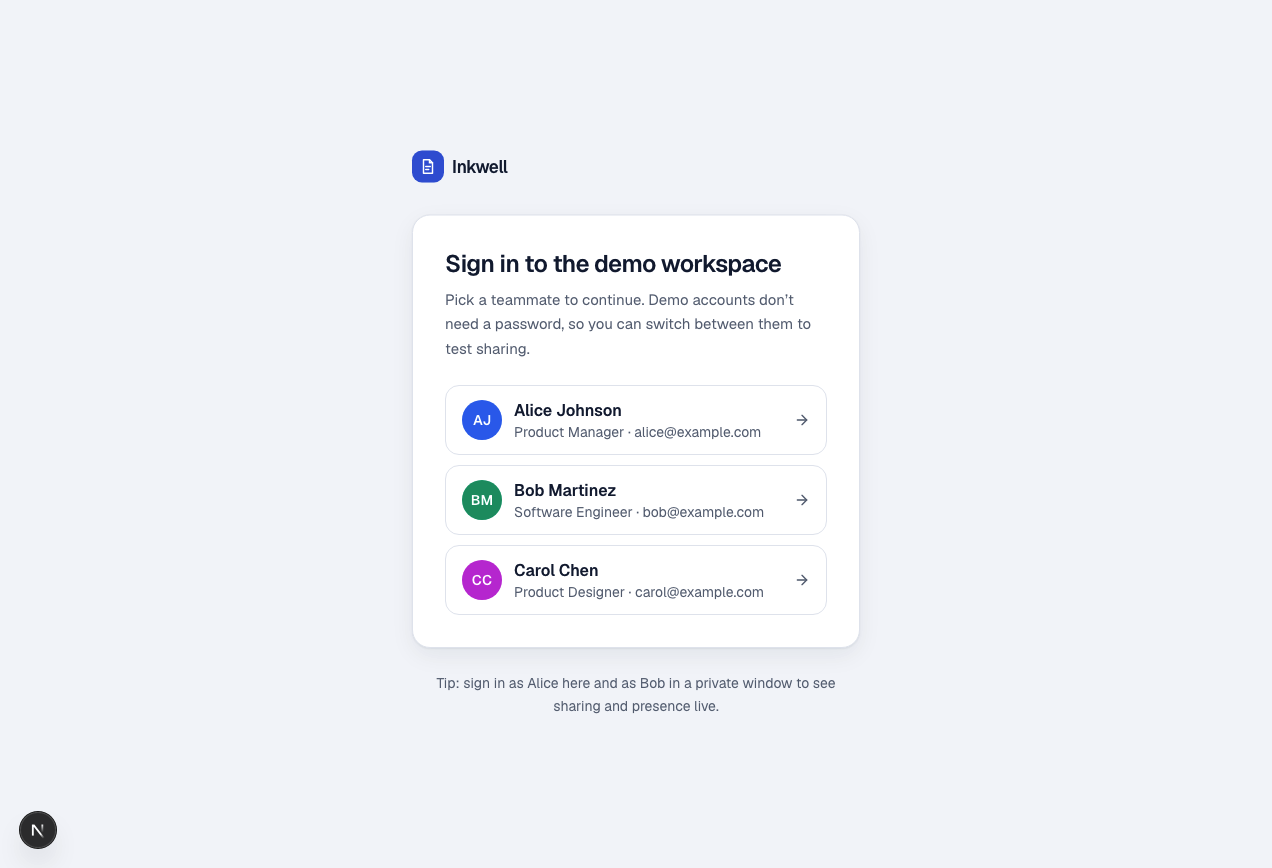 Inkwell
Sign in to the demo workspace
Pick a teammate to continue. Demo accounts don’t
need a password, so you can switch between them to
test sharing.
AJ
Alice Johnson
Product Manager · alice@example.com
BM
Bob Martinez
Software Engineer · bob@example.com
CC
Carol Chen
Product Designer · carol@example.com
Tip: sign in as Alice here and as Bob in a private window to see
sharing and presence live.
N